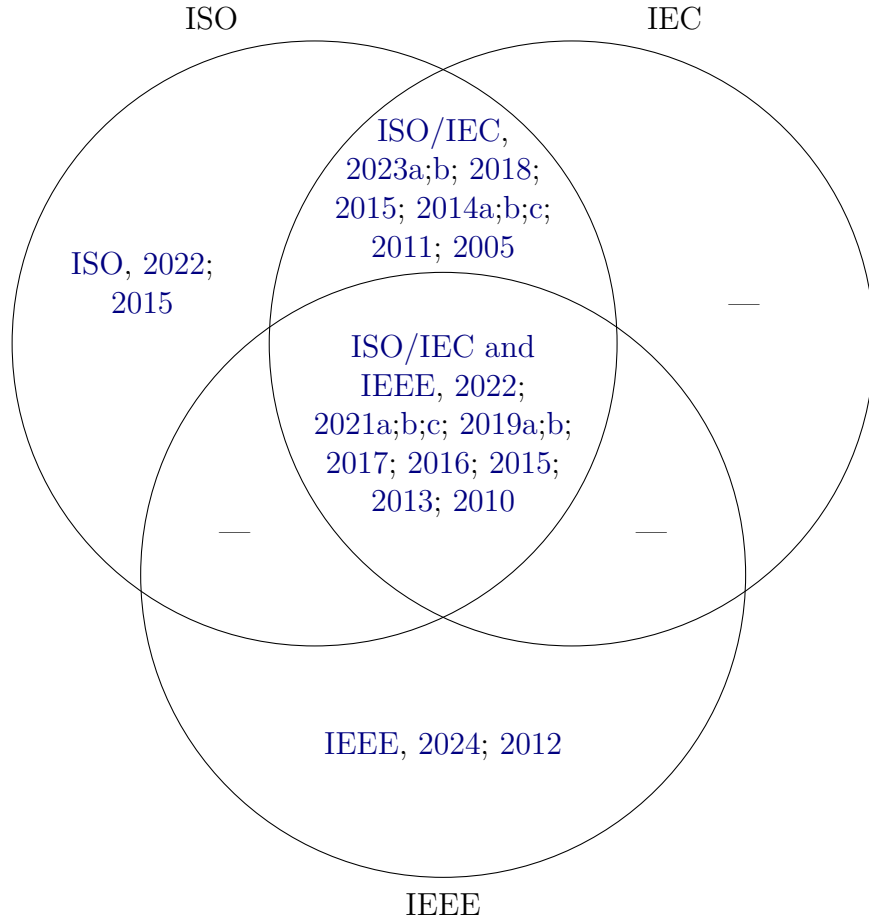 ISO
IEC
ISO/IEC,
2023a;b; 2018;
2015; 2014a;b;c;
2011; 2005
ISO, 2022;
2015
—
ISO/IEC and
IEEE, 2022;
2021a;b;c; 2019a;b;
2017; 2016; 2015;
2013; 2010
—
—
IEEE, 2024; 2012
IEEE